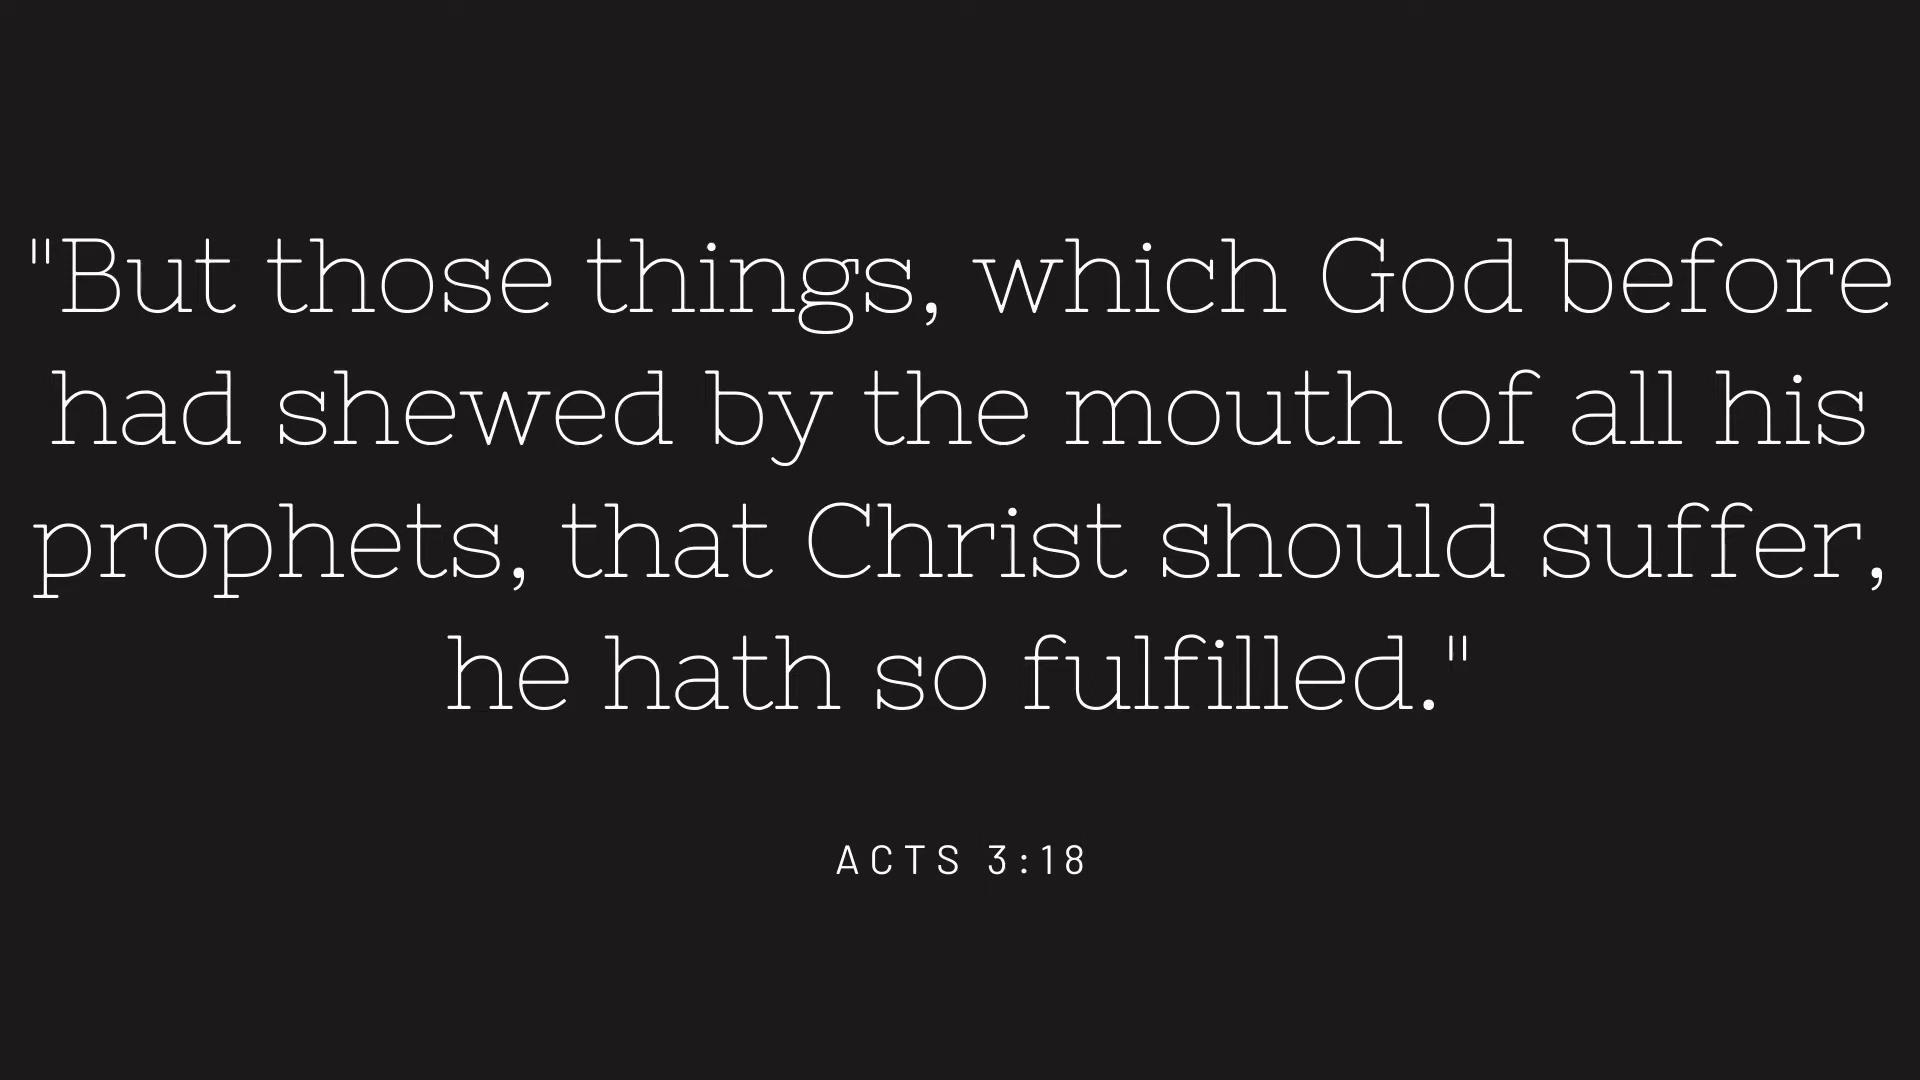 "But those things, which God before
had shewed by the mouth of all his
prophets, that Christ should suffer,
he hath so fulfilled."
ACTS 3:18